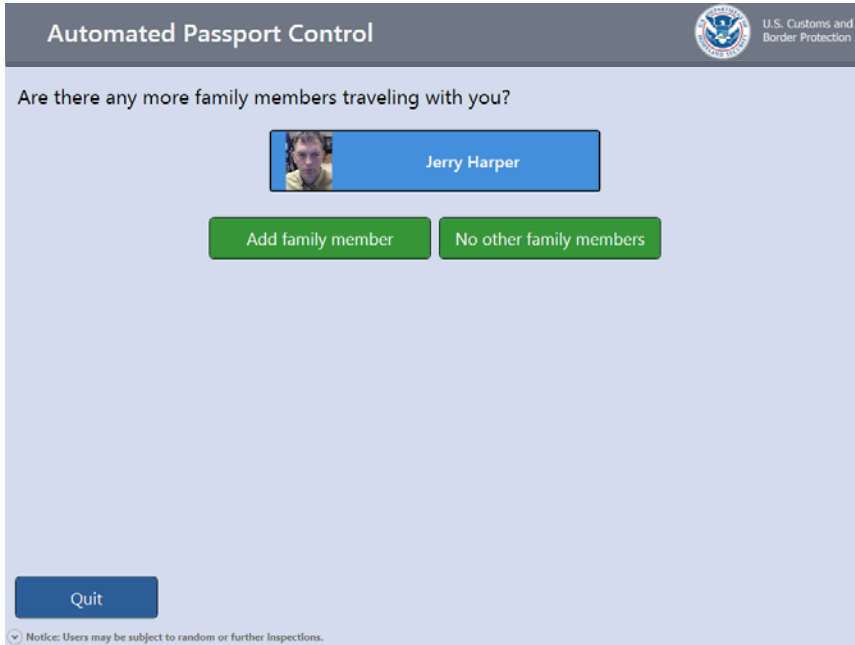 Automated Passport Control
U.S. Customs and
Border Protection
Are there any more family members traveling with you?
Jerry Harper
Add family member
No other family members
Quit
Notice: Users may be subject to random or further inspections.